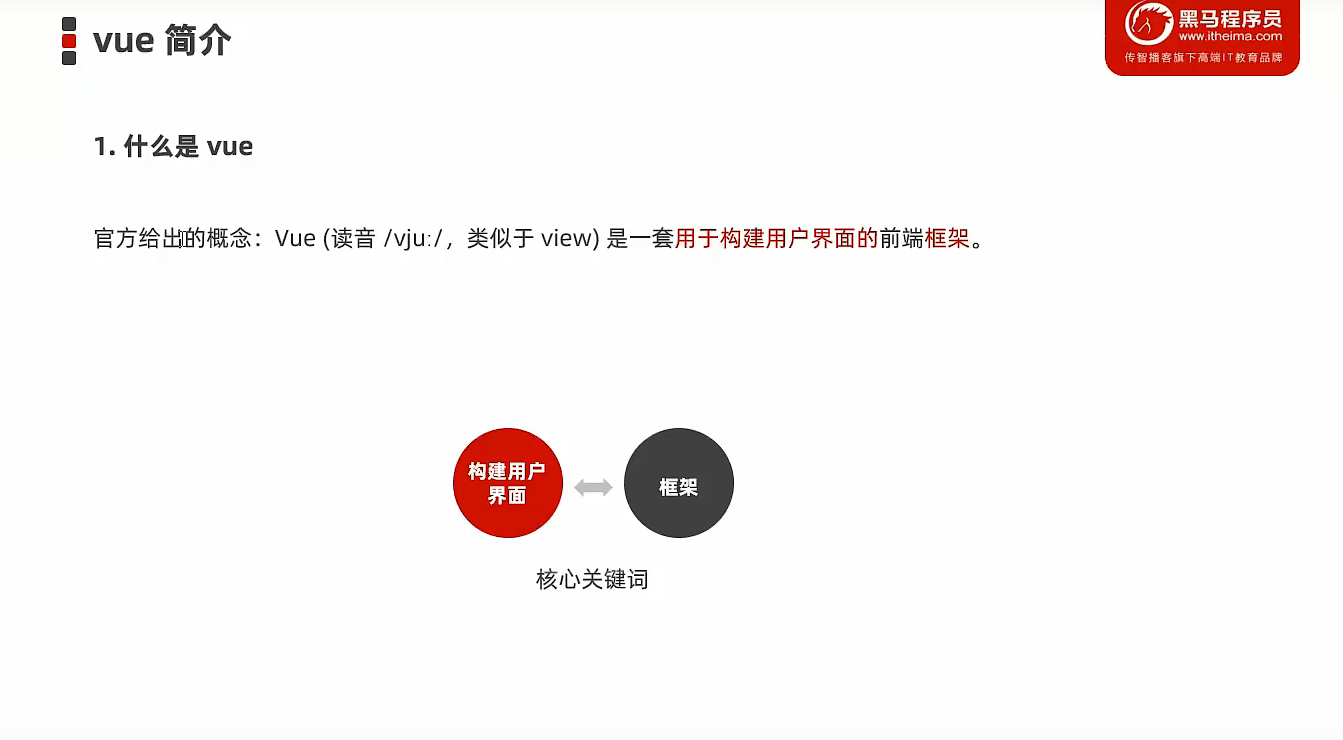 vue 简介
黑马程序员
www.itheima.com
传智播客旗下高端IT教育品牌
1. 什么是 vue
官方给出的概念：Vue (读音 /vjuː/，类似于 view) 是一套用于构建用户界面的前端框架。
构建用户
界面
框架
核心关键词